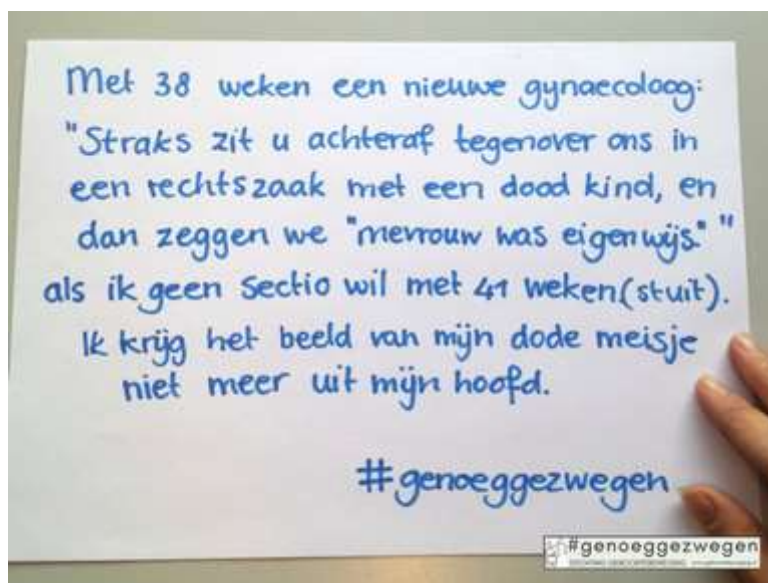 Met 38 weken een nieuwe gynaecoloog:
"Straks zit u achteraf tegenover ons in
een rechtszaak met een dood kind, en
dan zeggen we "mevrouw was eigenwijs." "
als ik geen sectio wil met 41 weken (stuit).
Ik krijg het beeld van mijn dode meisje
niet meer uit mijn hoofd.
#genoeggezwegen
#genoeggezwegen